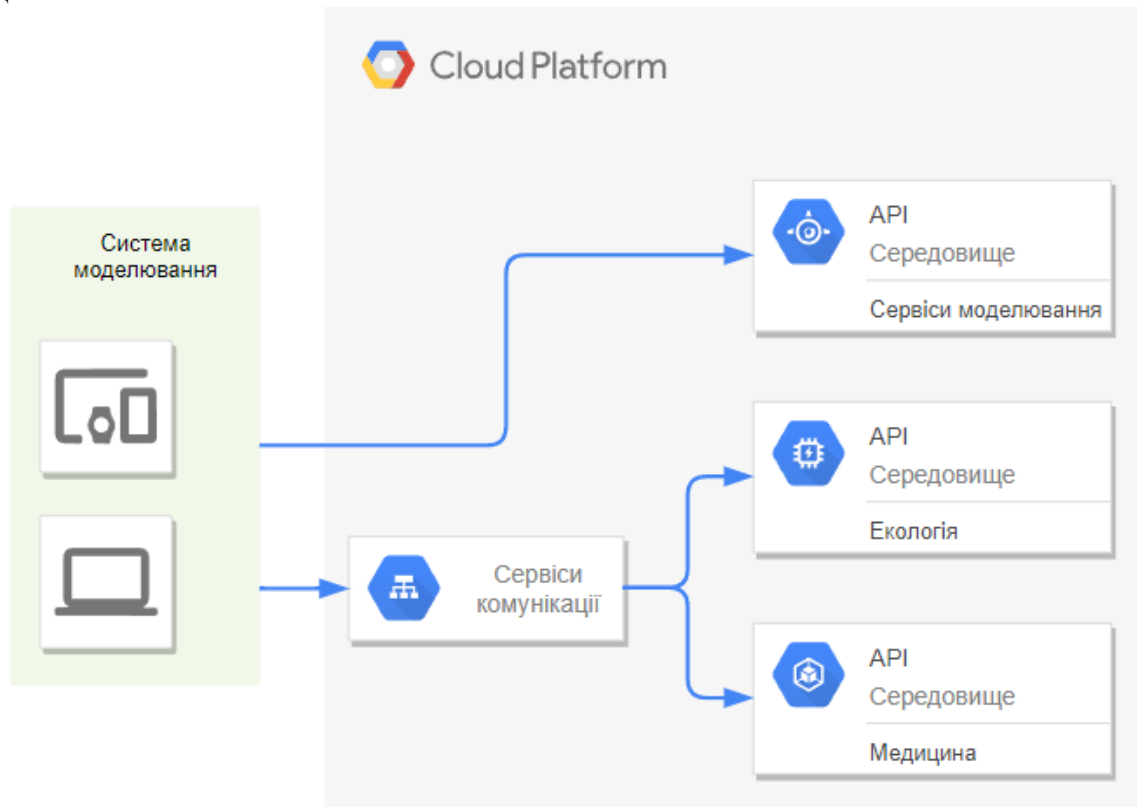 Cloud Platform
Система
моделювання
API
Середовище
Сервіси моделювання
API
Середовище
Екологія
Сервіси
комунікації
API
Середовище
Медицина